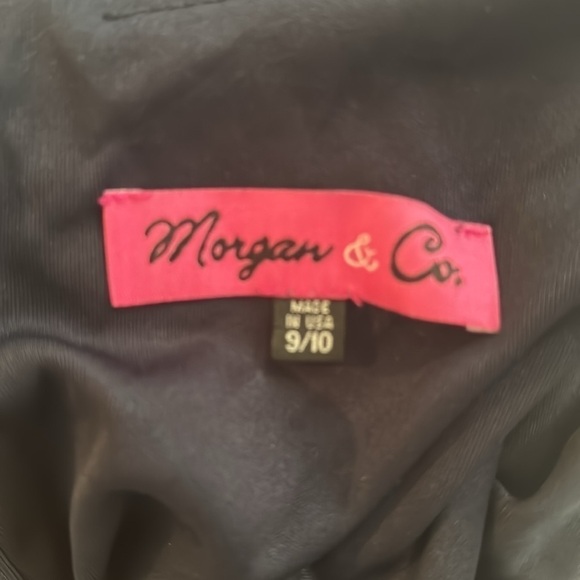 Morgan & Co.
MADE
IN USA
9/10